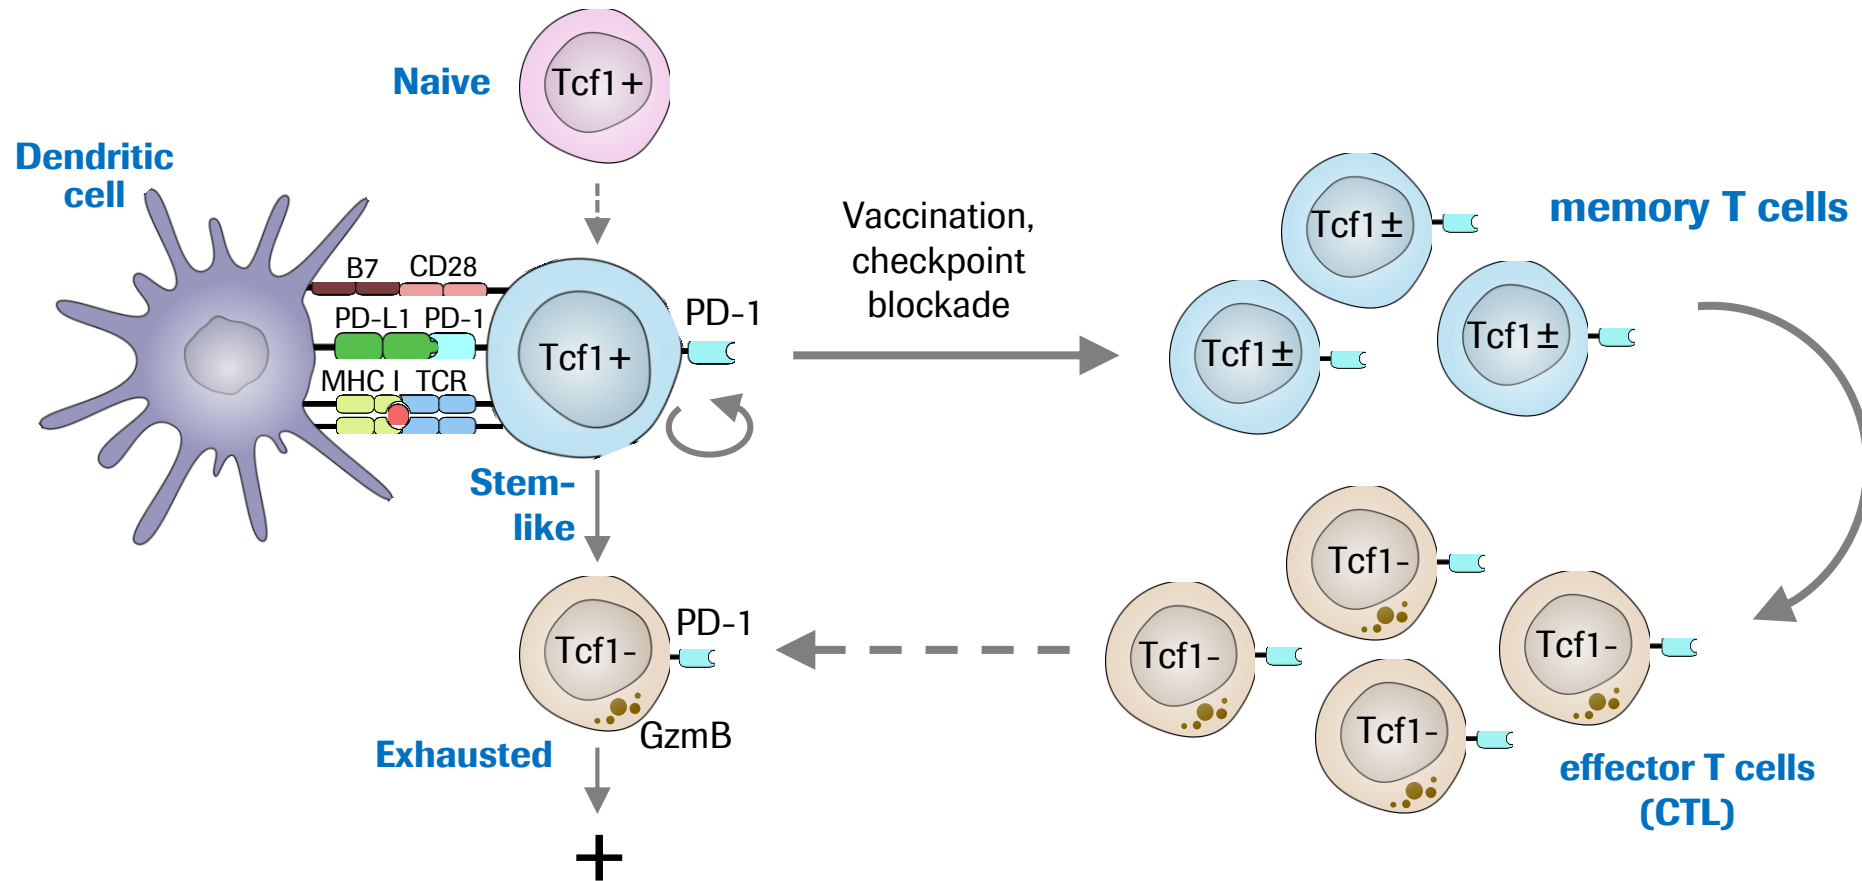 Naive
Tcf1+
Dendritic
cell
B7
CD28
PD-L1
PD-1
MHC I
TCR
Tcf1+
PD-1
Stem-
like
Vaccination,
checkpoint
blockade
Tcf1±
Tcf1±
Tcf1±
memory T cells
Tcf1-
Tcf1-
Tcf1-
Tcf1-
effector T cells
(CTL)
Tcf1-
PD-1
GzmB
Exhausted
+